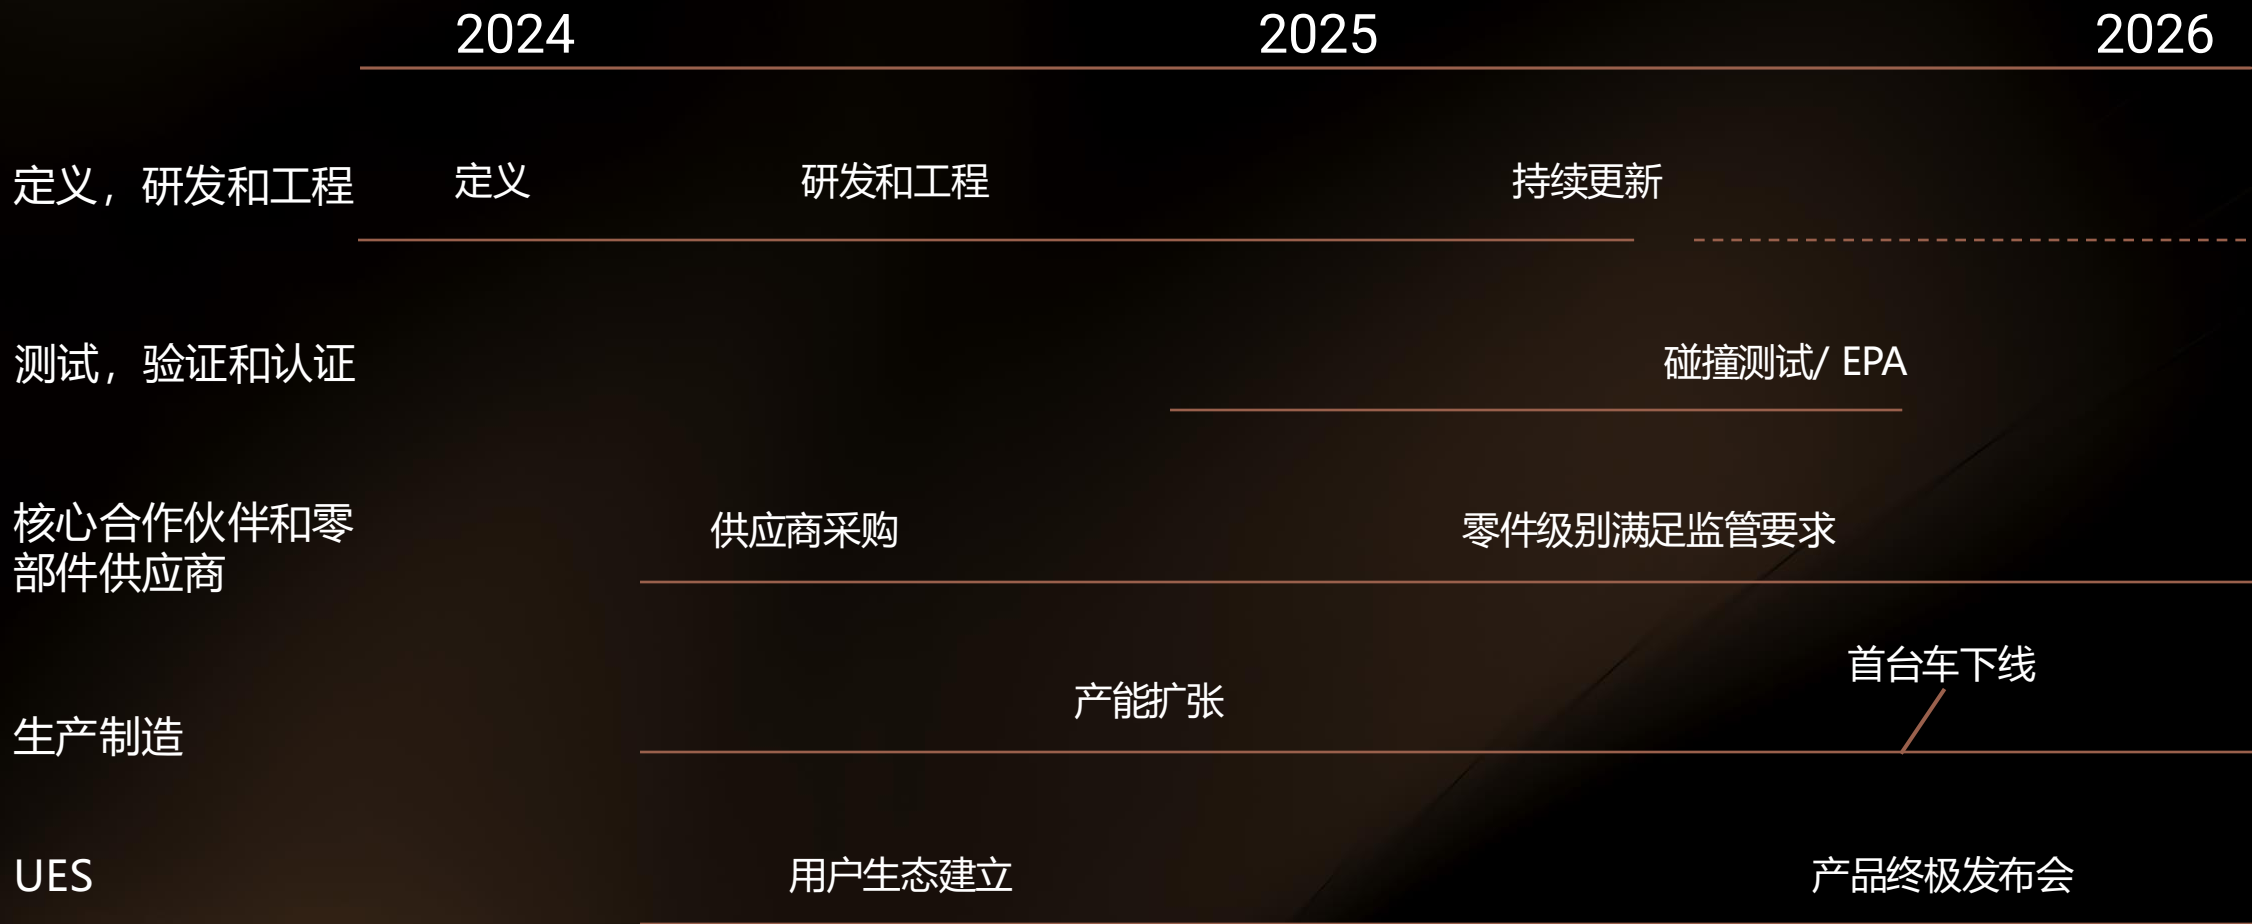 2024 2025 2026
定义，研发和工程 定义 研发和工程 持续更新
测试，验证和认证 碰撞测试/ EPA
核心合作伙伴和零
部件供应商
供应商采购 零件级别满足监管要求
首台车下线
生产制造 产能扩张
UES 用户生态建立 产品终极发布会